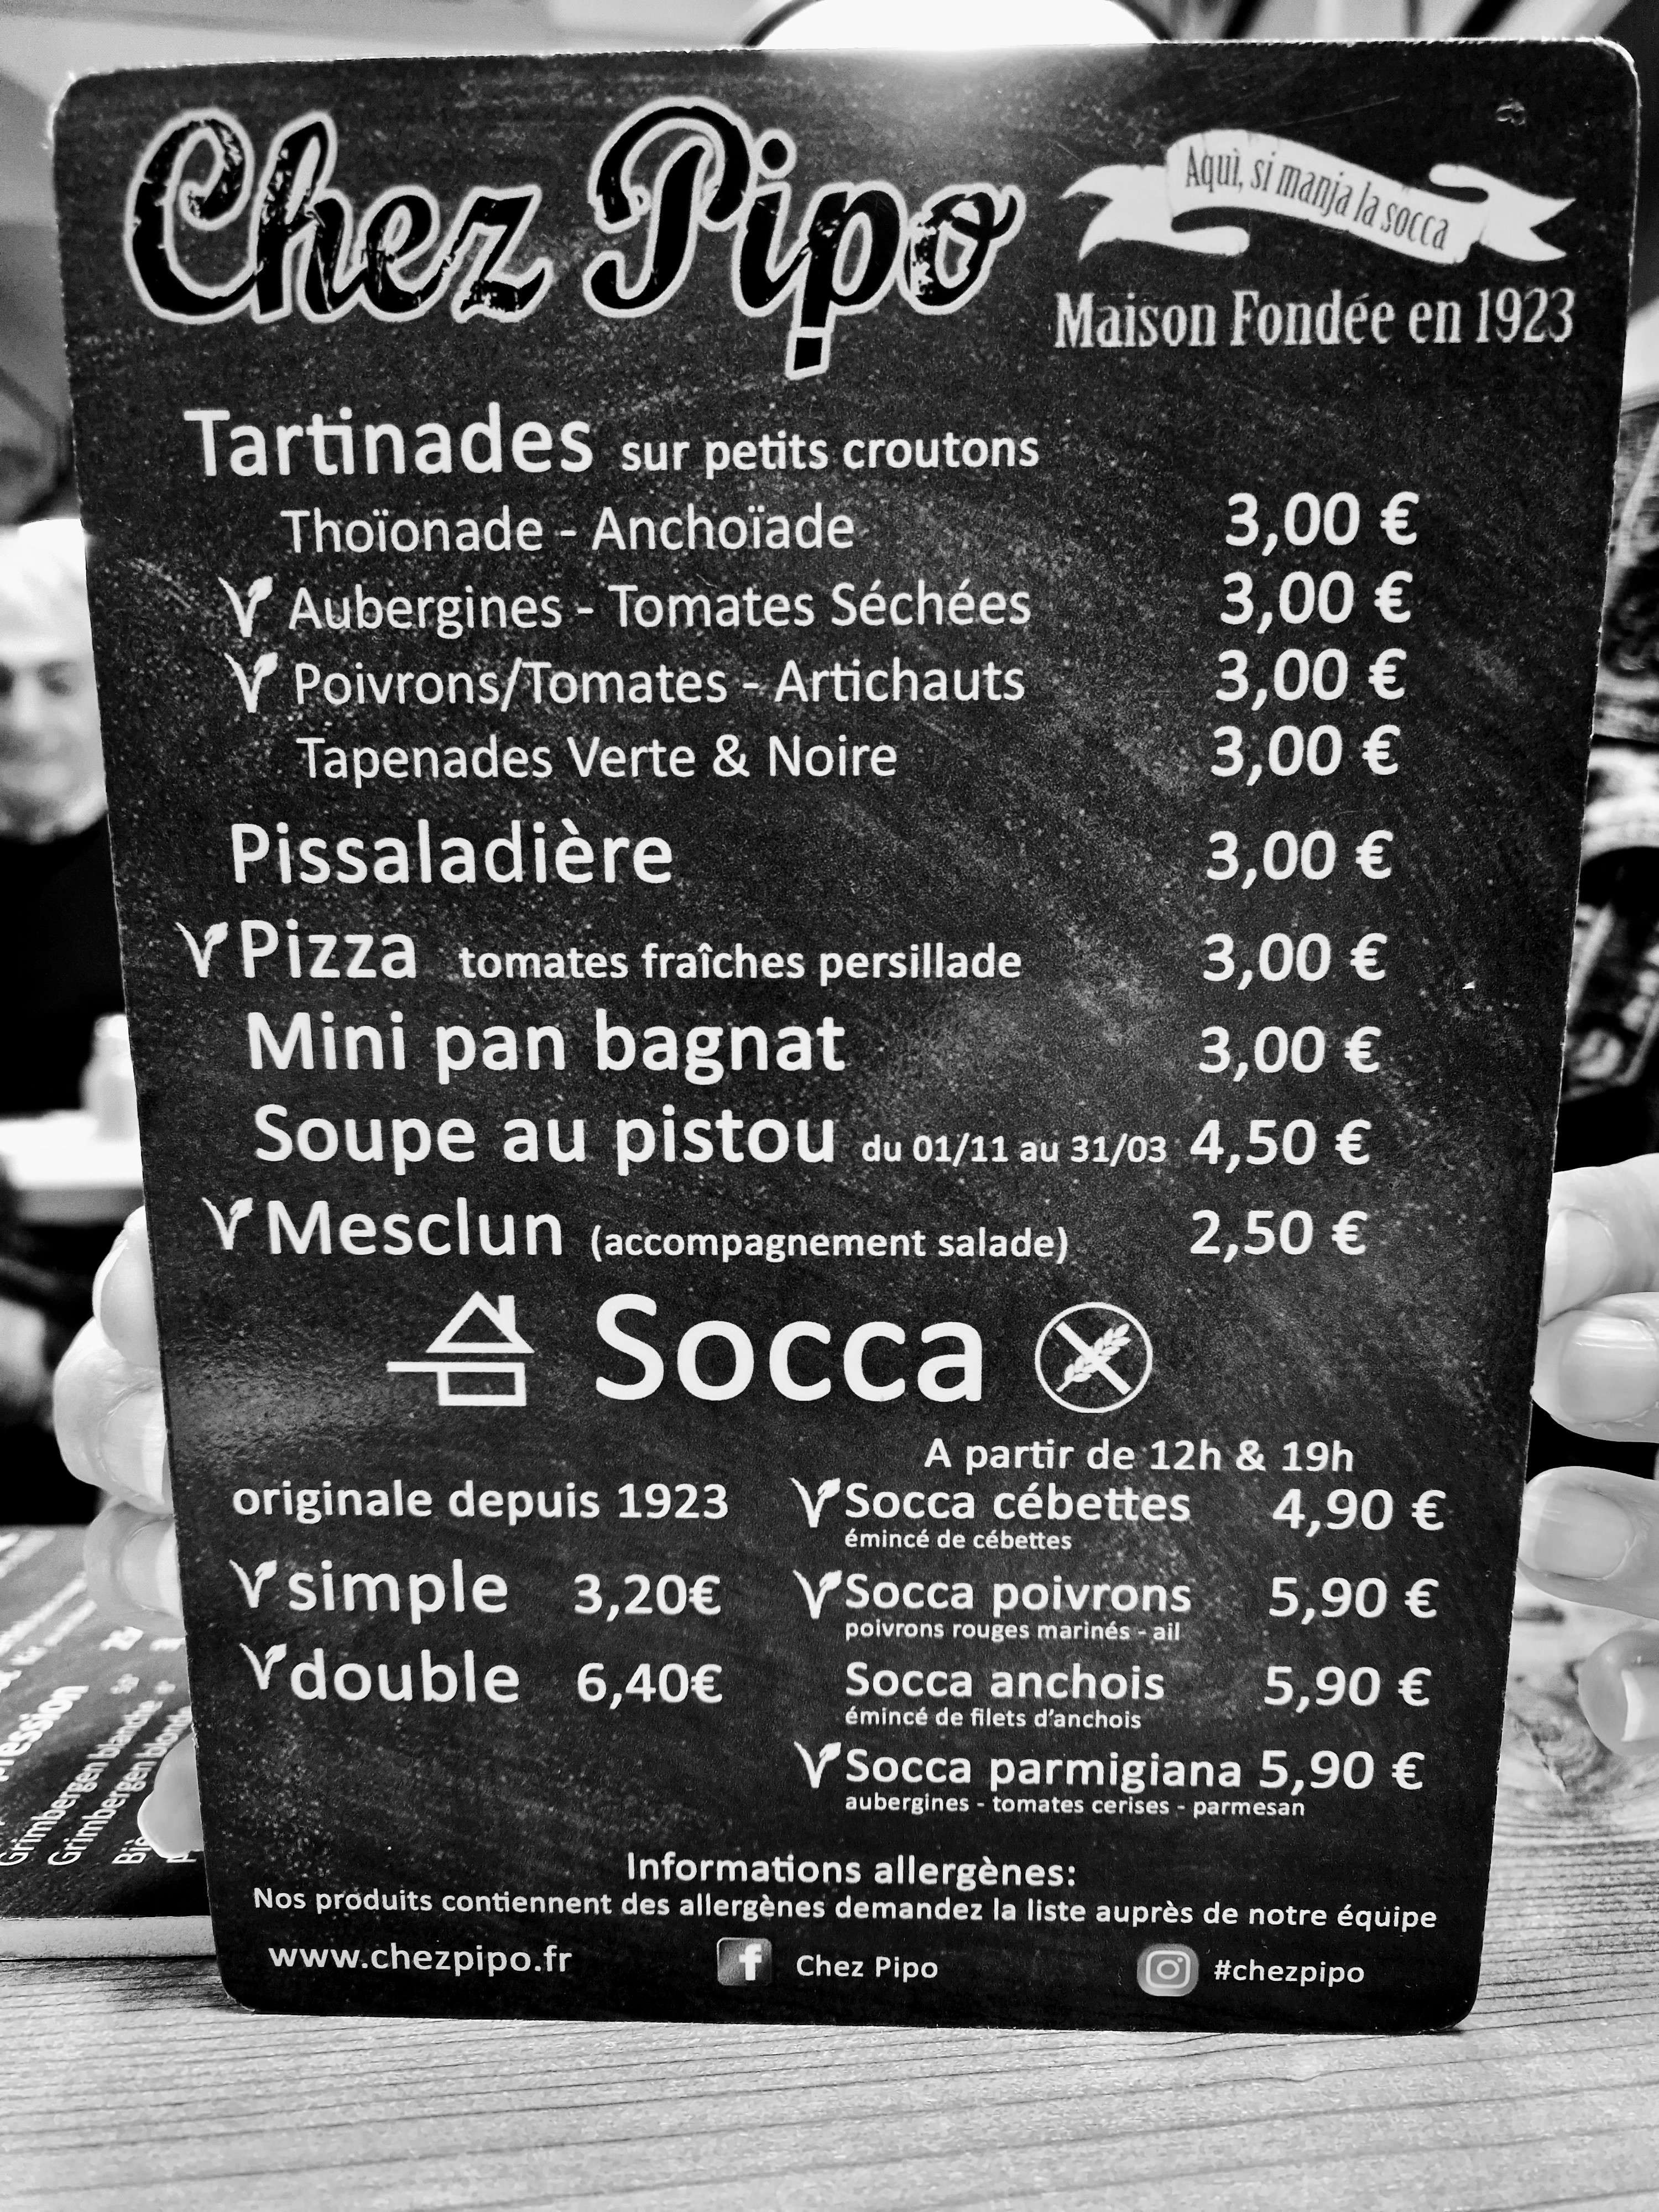 Chez Pipo
Aquì, si manja la socca
Maison Fondée en 1923
Tartinades sur petits croutons
Thoïonade - Anchoïade 3,00 €
Aubergines - Tomates Séchées 3,00 €
Poivrons/Tomates - Artichauts 3,00 €
Tapenades Verte & Noire 3,00 €
Pissaladière 3,00 €
Pizza tomates fraîches persillade 3,00 €
Mini pan bagnat 3,00 €
Soupe au pistou du 01/11 au 31/03 4,50 €
Mesclun (accompagnement salade) 2,50 €
Socca
originale depuis 1923
simple 3,20€
double 6,40€
A partir de 12h & 19h
Socca cébettes 4,90 €
émincé de cébettes
Socca poivrons 5,90 €
poivrons rouges marinés - ail
Socca anchois 5,90 €
émincé de filets d'anchois
Socca parmigiana 5,90 €
aubergines - tomates cerises - parmesan
Informations allergènes:
Nos produits contiennent des allergènes demandez la liste auprès de notre équipe
www.chezpipo.fr
f Chez Pipo
#chezpipo
Grimbergen blanche
Grimbergen blonde